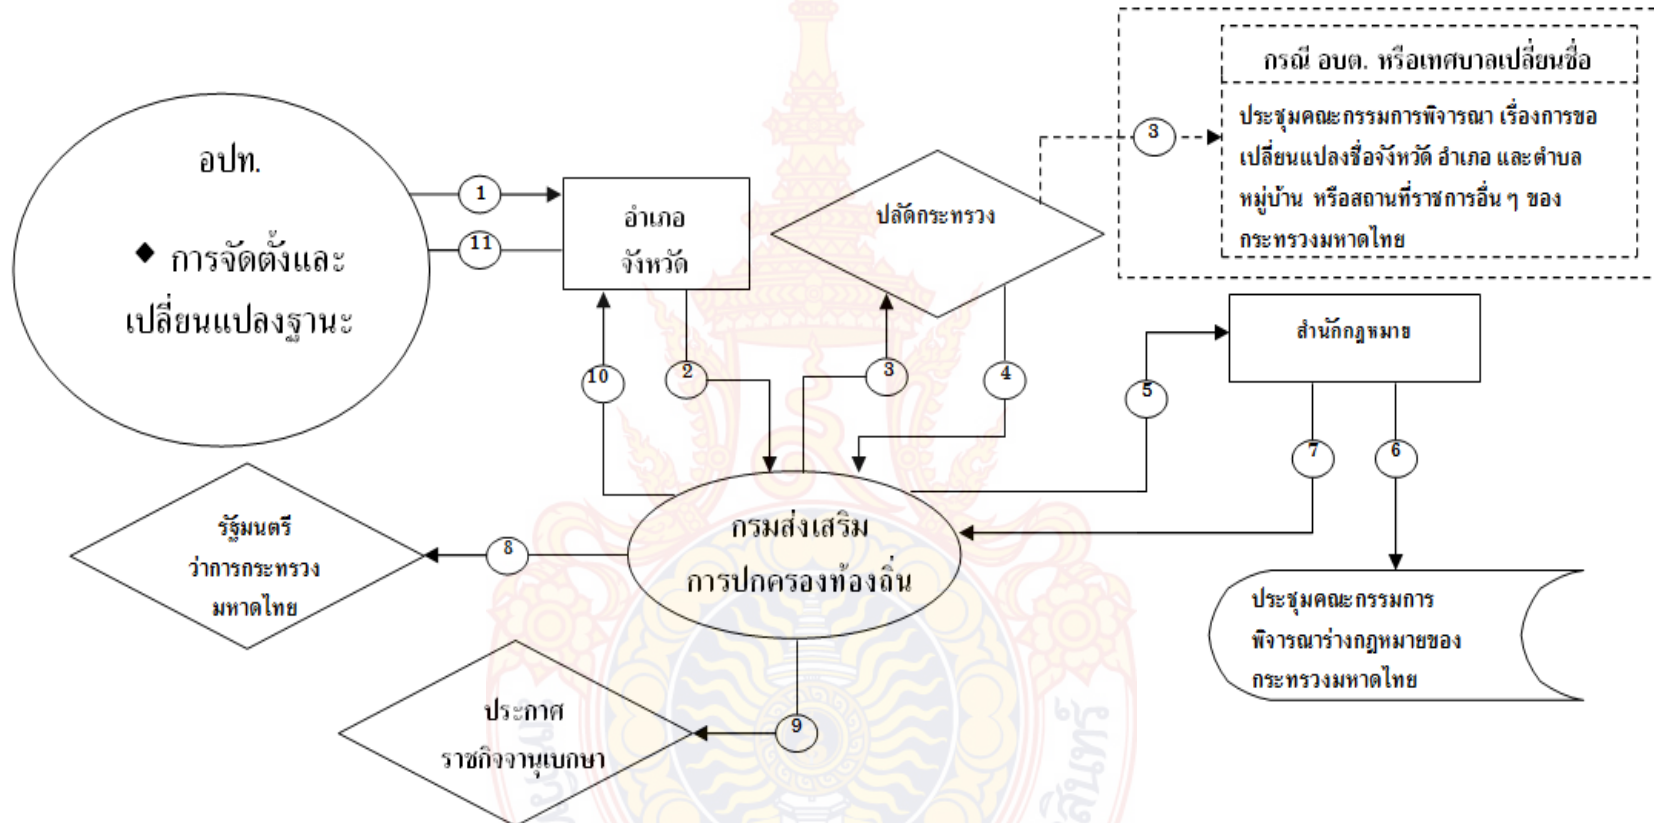 อปท.
◆ การจัดตั้งและ
เปลี่ยนแปลงฐานะ
1
11
อำเภอ
จังหวัด
10
2
ปลัดกระทรวง
3
4
3
กรณี อบต. หรือเทศบาลเปลี่ยนชื่อ
ประชุมคณะกรรมการพิจารณา เรื่องการขอ
เปลี่ยนแปลงชื่อจังหวัด อำเภอ และตำบล
หมู่บ้าน หรือสถานที่ราชการอื่น ๆ ของ
กระทรวงมหาดไทย
สำนักกฎหมาย
5
7
6
กรมส่งเสริม
การปกครองท้องถิ่น
รัฐมนตรี
ว่าการกระทรวง
มหาดไทย
8
ประกาศ
ราชกิจจานุเบกษา
9
ประชุมคณะกรรมการ
พิจารณาร่างกฎหมายของ
กระทรวงมหาดไทย
สินทร์